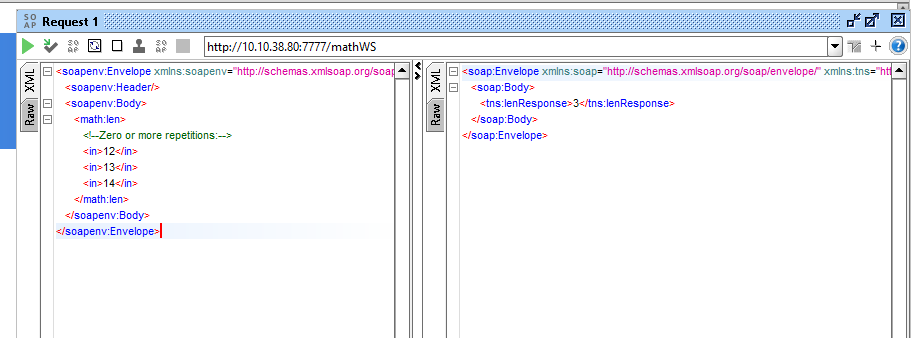 SO AP Request 1
http://10.10.38.80:7777/mathWS
XML
Raw
<soapenv:Envelope xmlns:soapenv="http://schemas.xmlsoap.org/soap
<soapenv:Header/>
<soapenv:Body>
<math:len>
<!--Zero or more repetitions:-->
<in>12</in>
<in>13</in>
<in>14</in>
</math:len>
</soapenv:Body>
</soapenv:Envelope>
XML
Raw
<soap:Envelope xmlns:soap="http://schemas.xmlsoap.org/soap/envelope/" xmlns:tns="htt
<soap:Body>
<tns:lenResponse>3</tns:lenResponse>
</soap:Body>
</soap:Envelope>